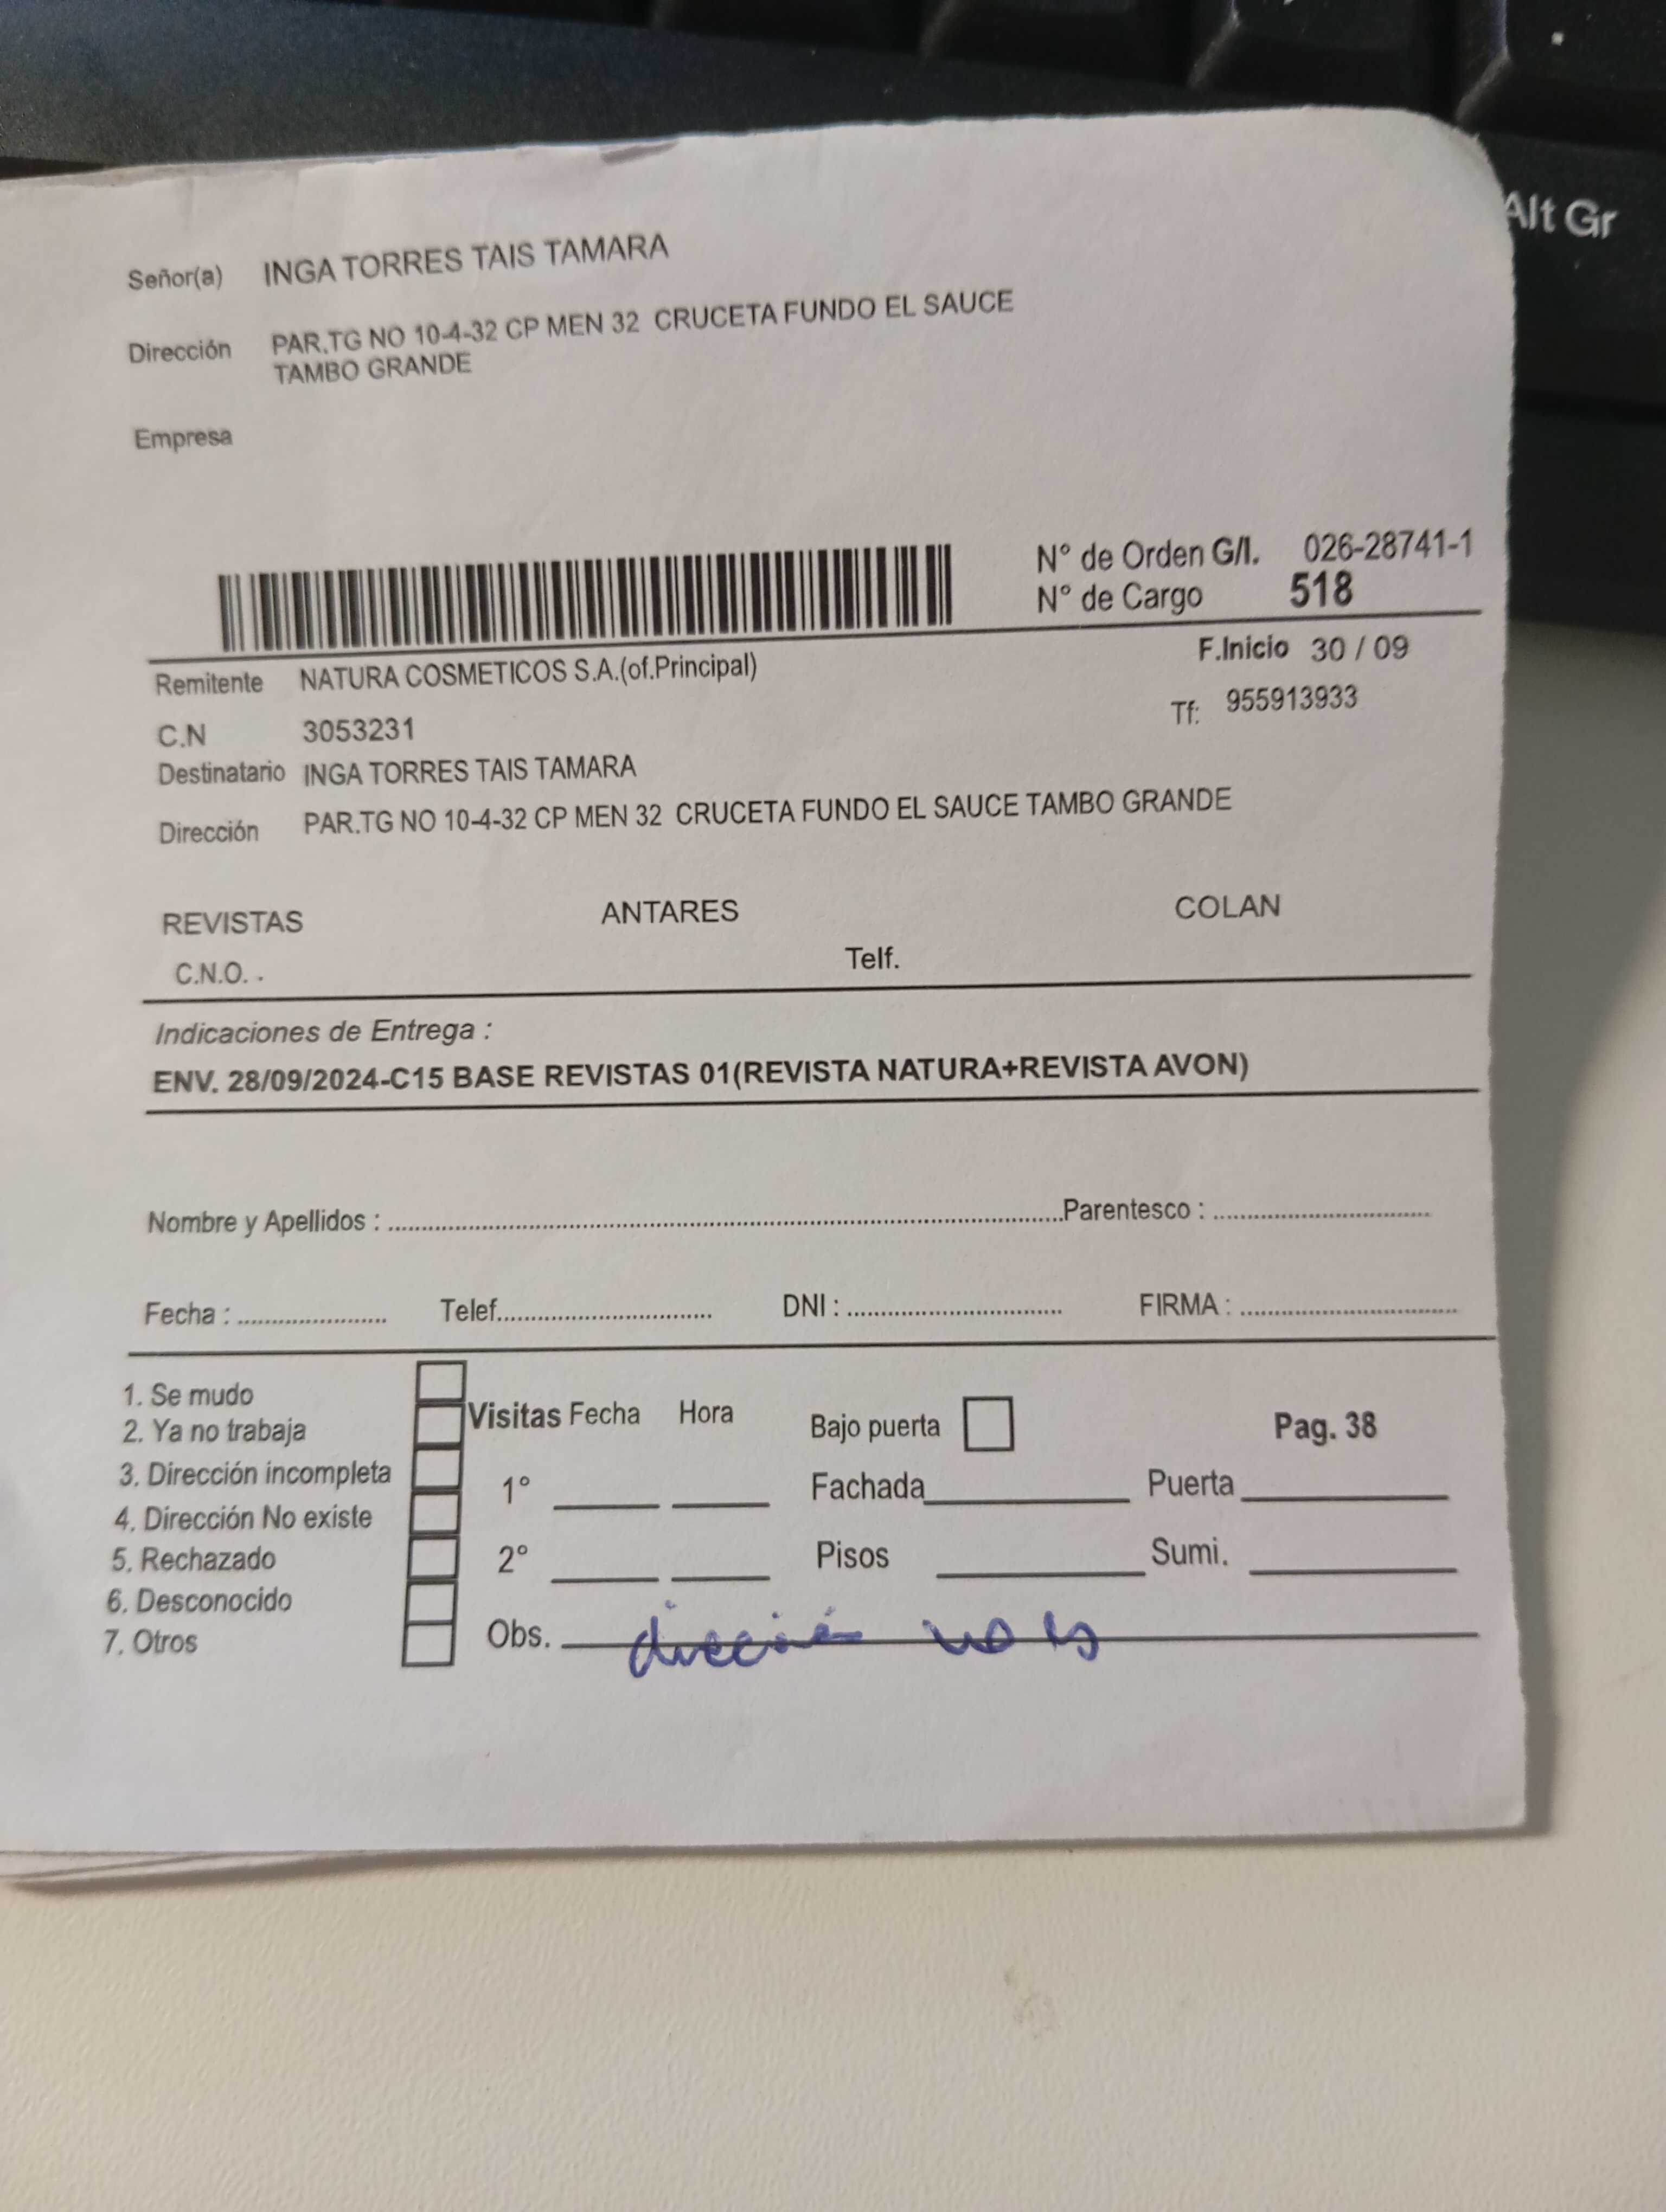 Alt Gr
Señor(a) INGA TORRES TAIS TAMARA
Dirección PAR.TG NO 10-4-32 CP MEN 32 CRUCETA FUNDO EL SAUCE
TAMBO GRANDE
Empresa
N° de Orden G/I. 026-28741-1
N° de Cargo 518
F.Inicio 30 / 09
Remitente NATURA COSMETICOS S.A.(of.Principal)
Tf: 955913933
C.N 3053231
Destinatario INGA TORRES TAIS TAMARA
Dirección PAR.TG NO 10-4-32 CP MEN 32 CRUCETA FUNDO EL SAUCE TAMBO GRANDE
REVISTAS ANTARES COLAN
C.N.O. . Telf.
Indicaciones de Entrega :
ENV. 28/09/2024-C15 BASE REVISTAS 01(REVISTA NATURA+REVISTA AVON)
Nombre y Apellidos : Parentesco :
Fecha : Telef. DNI : FIRMA :
1. Se mudo
2. Ya no trabaja
3. Dirección incompleta
4. Dirección No existe
5. Rechazado
6. Desconocido
7. Otros
Visitas Fecha Hora Bajo puerta Pag. 38
1° Fachada Puerta
2° Pisos Sumi.
Obs. no es